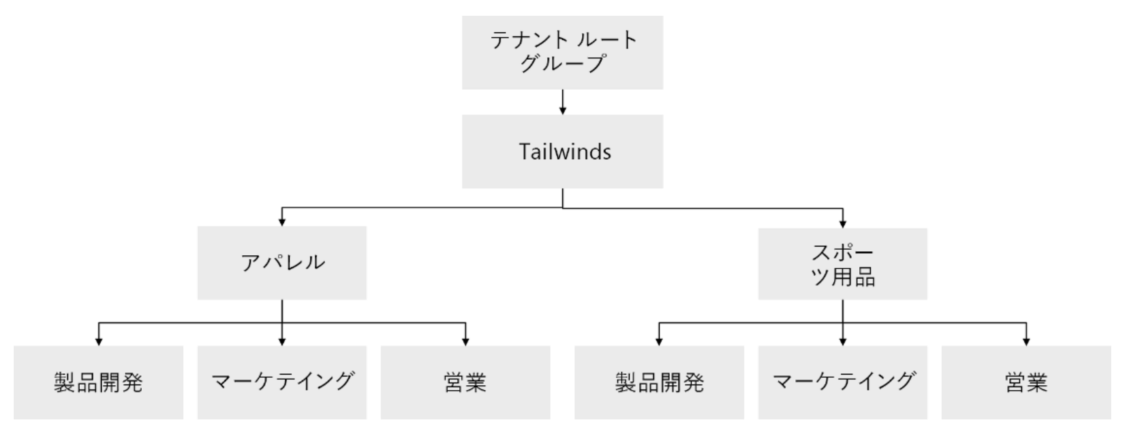 テナント ルート
グループ
Tailwinds
アパレル
スポー
ツ用品
製品開発
マーケテイング
営業
製品開発
マーケテイング
営業